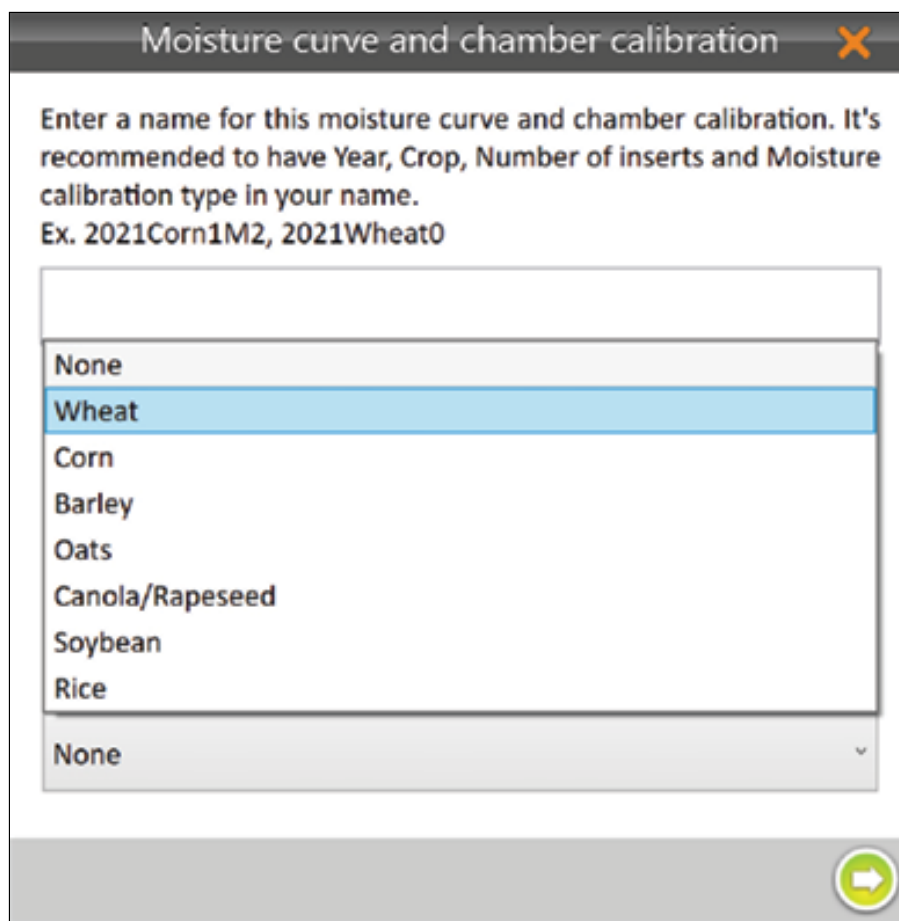 Moisture curve and chamber calibration
Enter a name for this moisture curve and chamber calibration. It's
recommended to have Year, Crop, Number of inserts and Moisture
calibration type in your name.
Ex. 2021Corn1M2, 2021Wheat0
None
Wheat
Corn
Barley
Oats
Canola/Rapeseed
Soybean
Rice
None